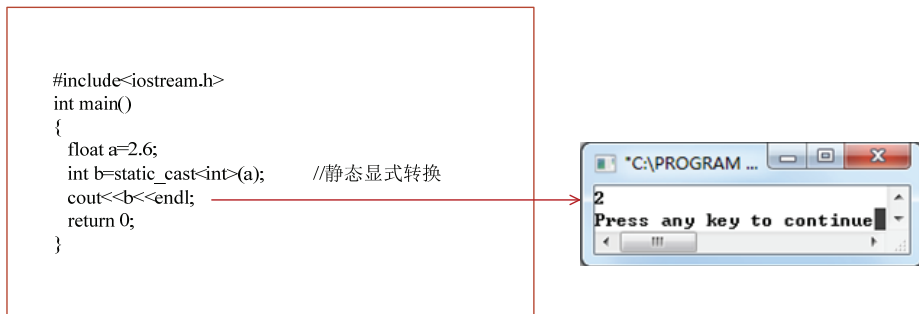 #include<iostream.h>
int main()
{
float a=2.6;
int b=static_cast<int>(a); //静态显式转换
cout<<b<<endl;
return 0;
}
"C:\PROGRAM ...
2
Press any key to continue